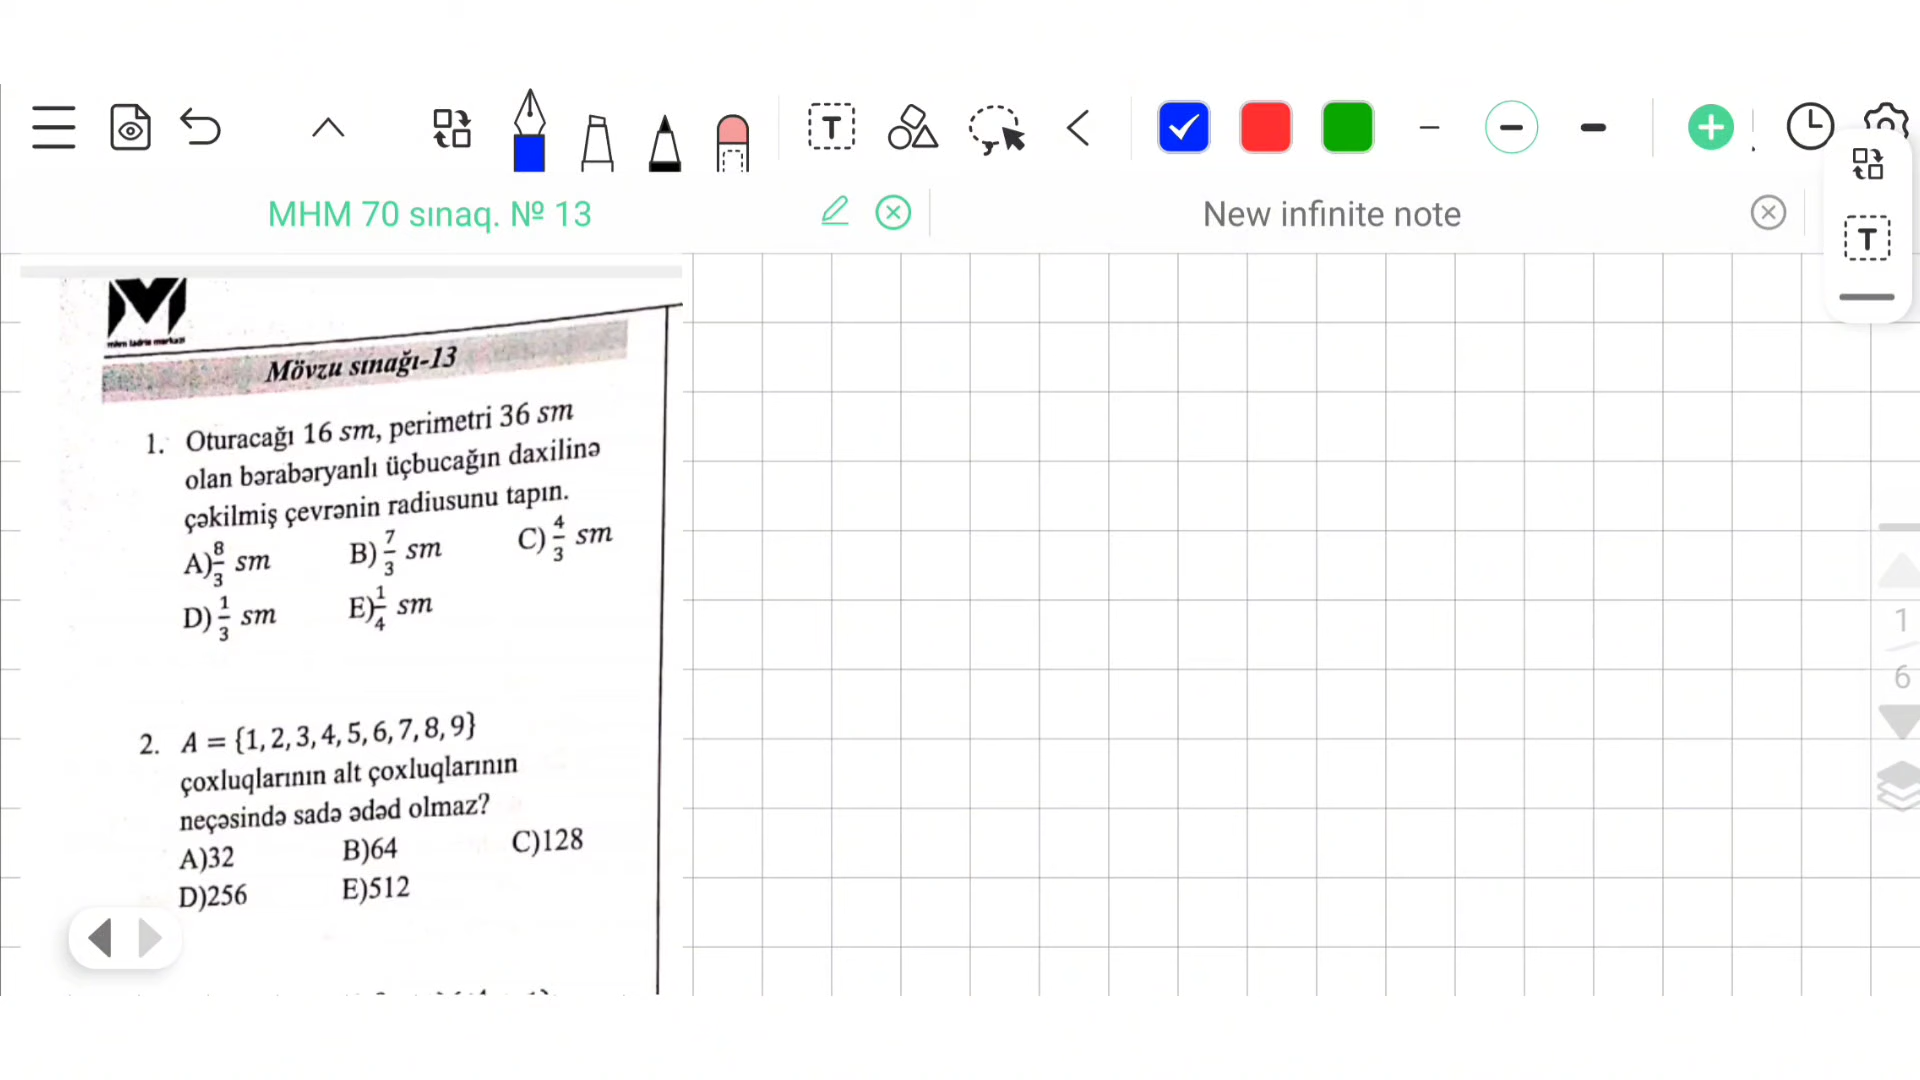 MHM 70 sınaq. № 13
New infinite note
Mövzu sınağı-13
1. Oturacağı 16 sm, perimetri 36 sm
olan bərabəryanlı üçbucağın daxilinə
çəkilmiş çevrənin radiusunu tapın.
A) 8/3 sm B) 7/3 sm C) 4/3 sm
D) 1/3 sm E) 1/4 sm
2. A = {1, 2, 3, 4, 5, 6, 7, 8, 9}
çoxluqlarının alt çoxluqlarının
neçəsində sadə ədəd olmaz?
A)32 B)64 C)128
D)256 E)512
1
6